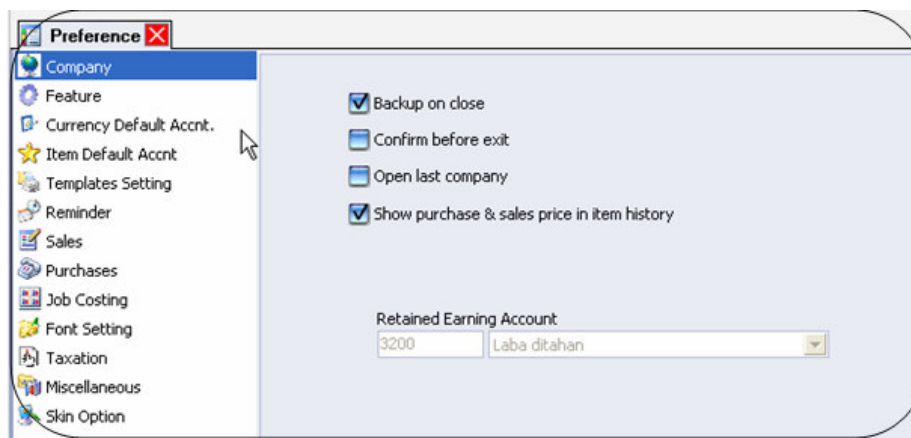 Preference
Company
Feature
Currency Default Accnt.
Item Default Accnt
Templates Setting
Reminder
Sales
Purchases
Job Costing
Font Setting
Taxation
Miscellaneous
Skin Option
Backup on close
Confirm before exit
Open last company
Show purchase & sales price in item history
Retained Earning Account
3200 Laba ditahan